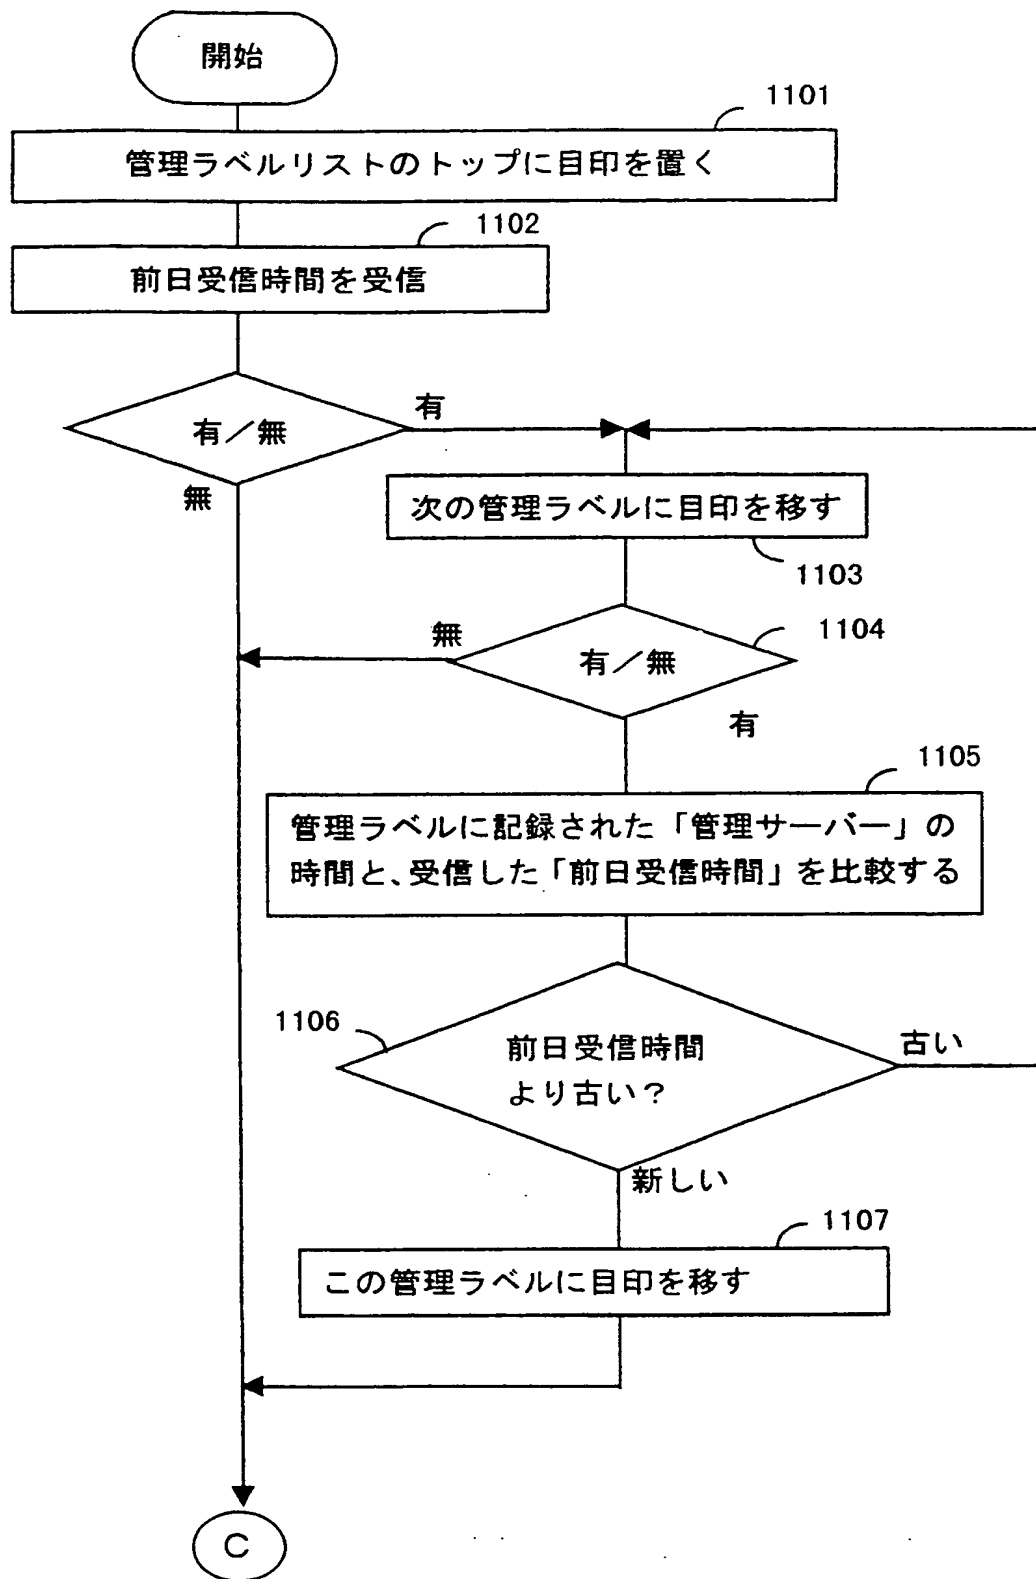 開始
1101
管理ラベルリストのトップに目印を置く
1102
前日受信時間を受信
有／無
有
無
次の管理ラベルに目印を移す
1103
無
有／無
1104
有
1105
管理ラベルに記録された「管理サーバー」の
時間と、受信した「前日受信時間」を比較する
1106
前日受信時間
より古い？
古い
新しい
1107
この管理ラベルに目印を移す
C